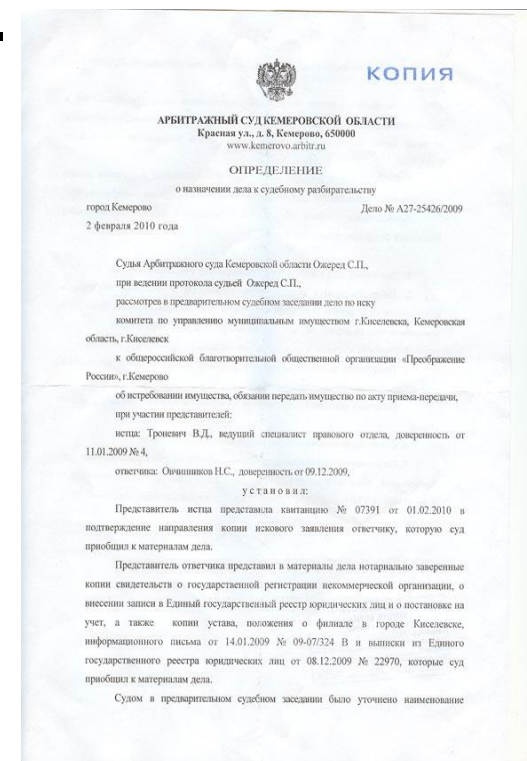 КОПИЯ
АРБИТРАЖНЫЙ СУД КЕМЕРОВСКОЙ ОБЛАСТИ
Красная ул., д. 8, Кемерово, 650000
www.kemerovo.arbitr.ru
ОПРЕДЕЛЕНИЕ
о назначении дела к судебному разбирательству
город Кемерово Дело № А27-25426/2009
2 февраля 2010 года
Судья Арбитражного суда Кемеровской области Ожеред С.П.,
при ведении протокола судьей Ожеред С.П.,
рассмотрев в предварительном судебном заседании дело по иску
комитета по управлению муниципальным имуществом г.Киселевска, Кемеровская
область, г.Киселевск
к общероссийской благотворительной общественной организации «Преображение
России», г.Кемерово
об истребовании имущества, обязании передать имущество по акту приема-передачи,
при участии представителей:
истца: Троневич В.Д., ведущий специалист правового отдела, доверенность от
11.01.2009 № 4,
ответчика: Овчинников Н.С., доверенность от 09.12.2009,
установил:
Представитель истца представила квитанцию № 07391 от 01.02.2010 в
подтверждение направления копии искового заявления ответчику, которую суд
приобщил к материалам дела.
Представитель ответчика представил в материалы дела нотариально заверенные
копии свидетельств о государственной регистрации некоммерческой организации, о
внесении записи в Единый государственный реестр юридических лиц и о постановке на
учет, а также копии устава, положения о филиале в городе Киселевске,
информационного письма от 14.01.2009 № 09-07/324 В и выписки из Единого
государственного реестра юридических лиц от 08.12.2009 № 22970, которые суд
приобщил к материалам дела.
Судом в предварительном судебном заседании было уточнено наименование